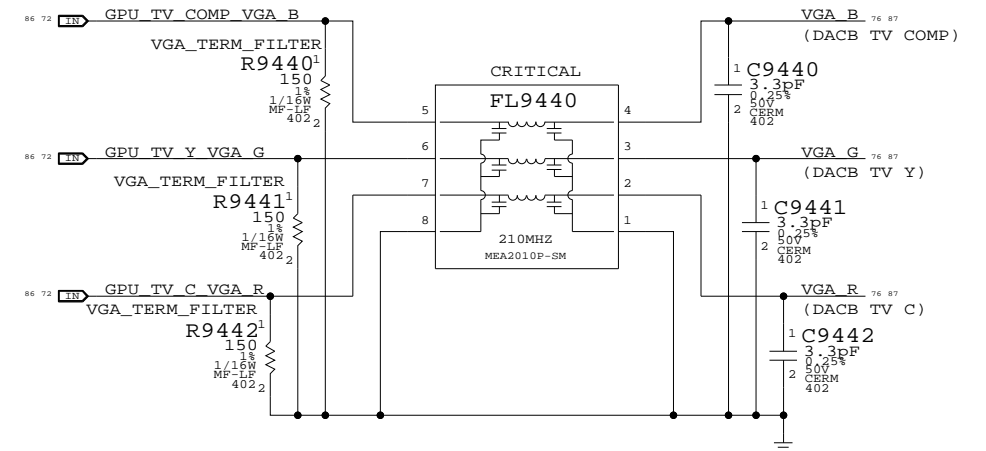 86 72 IN GPU_TV_COMP_VGA_B
VGA_B 76 87
(DACB TV COMP)
VGA_TERM_FILTER
R9440 1
150
1%
1/16W
MF-LF
402 2
CRITICAL
FL9440
5 4
6 3
7 2
8 1
210MHZ
MEA2010P-SM
1 C9440
3.3pF
0.25%
2 50V
CERM
402
86 72 IN GPU_TV_Y_VGA_G
VGA_G 76 87
(DACB TV Y)
VGA_TERM_FILTER
R9441 1
150
1%
1/16W
MF-LF
402 2
1 C9441
3.3pF
0.25%
2 50V
CERM
402
86 72 IN GPU_TV_C_VGA_R
VGA_R 76 87
(DACB TV C)
VGA_TERM_FILTER
R9442 1
150
1%
1/16W
MF-LF
402 2
1 C9442
3.3pF
0.25%
2 50V
CERM
402